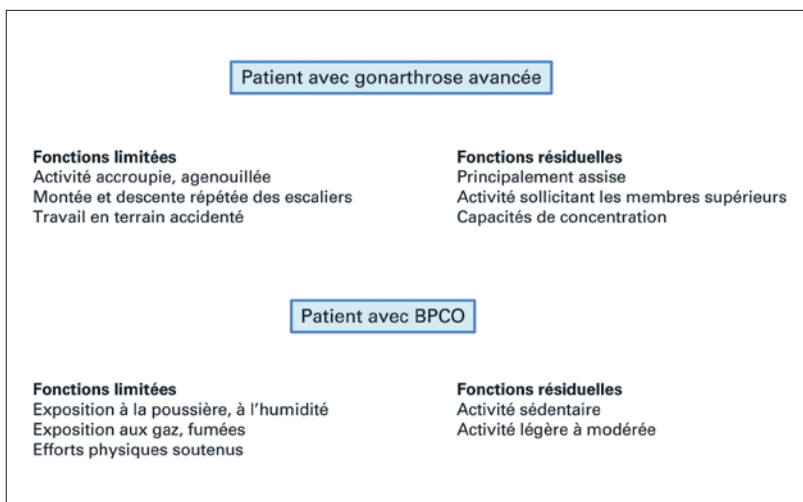 Patient avec gonarthrose avancée
Fonctions limitées
Activité accroupie, agenouillée
Montée et descente répétée des escaliers
Travail en terrain accidenté
Fonctions résiduelles
Principalement assise
Activité sollicitant les membres supérieurs
Capacités de concentration
Patient avec BPCO
Fonctions limitées
Exposition à la poussière, à l'humidité
Exposition aux gaz, fumées
Efforts physiques soutenus
Fonctions résiduelles
Activité sédentaire
Activité légère à modérée